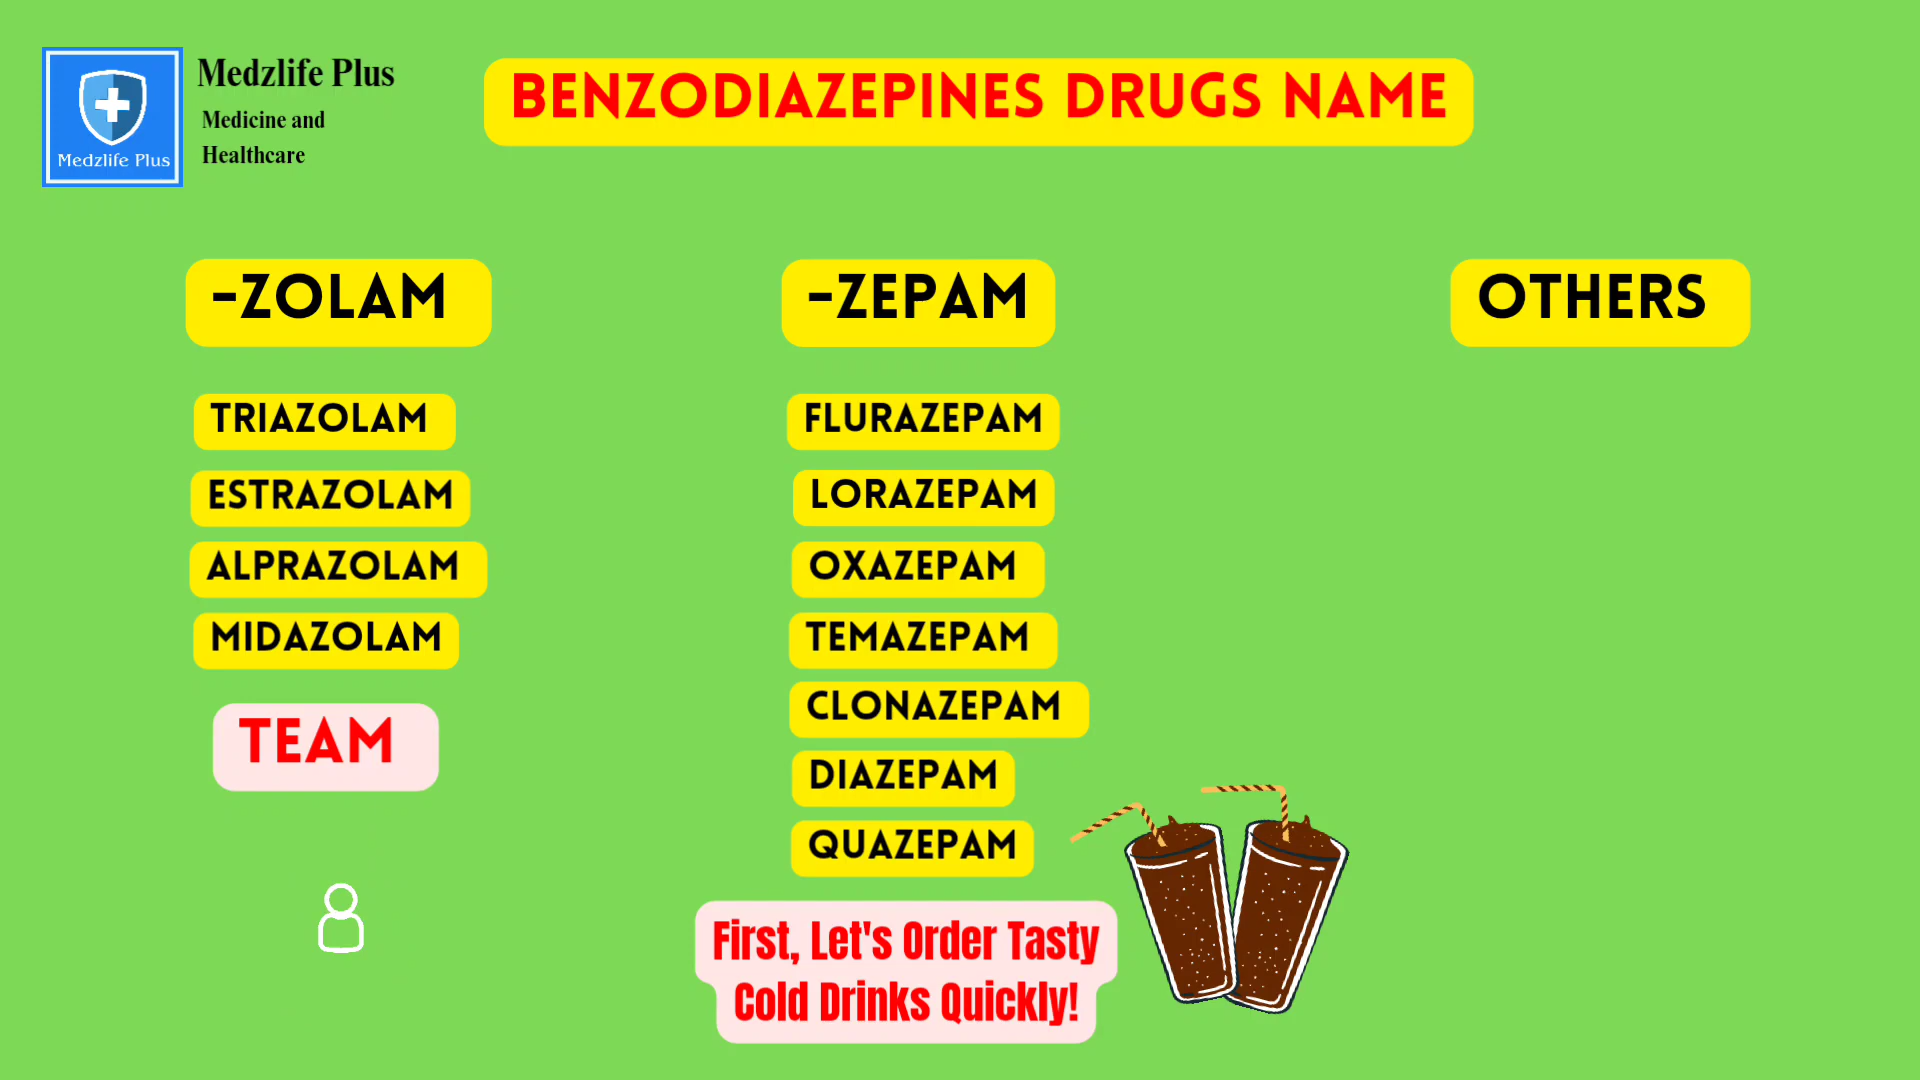 Medzlife Plus
Medicine and
Healthcare
Medzlife Plus
BENZODIAZEPINES DRUGS NAME
-ZOLAM
TRIAZOLAM
ESTRAZOLAM
ALPRAZOLAM
MIDAZOLAM
TEAM
-ZEPAM
FLURAZEPAM
LORAZEPAM
OXAZEPAM
TEMAZEPAM
CLONAZEPAM
DIAZEPAM
QUAZEPAM
First, Let's Order Tasty
Cold Drinks Quickly!
OTHERS